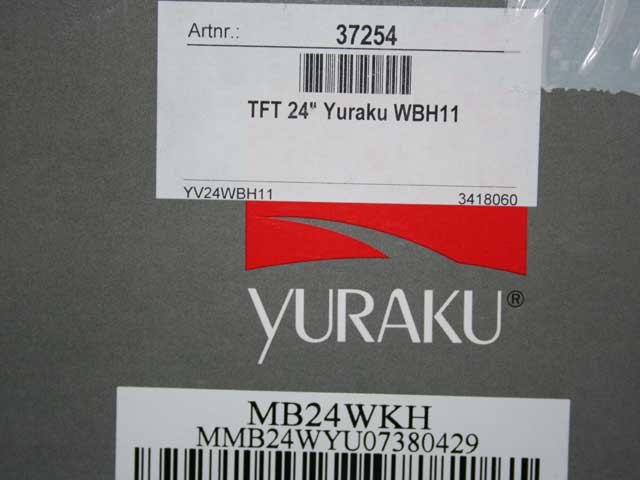 Artnr.: 37254
TFT 24" Yuraku WBH11
YV24WBH11 3418060
YURAKU®
MB24WKH
MMB24WYU07380429